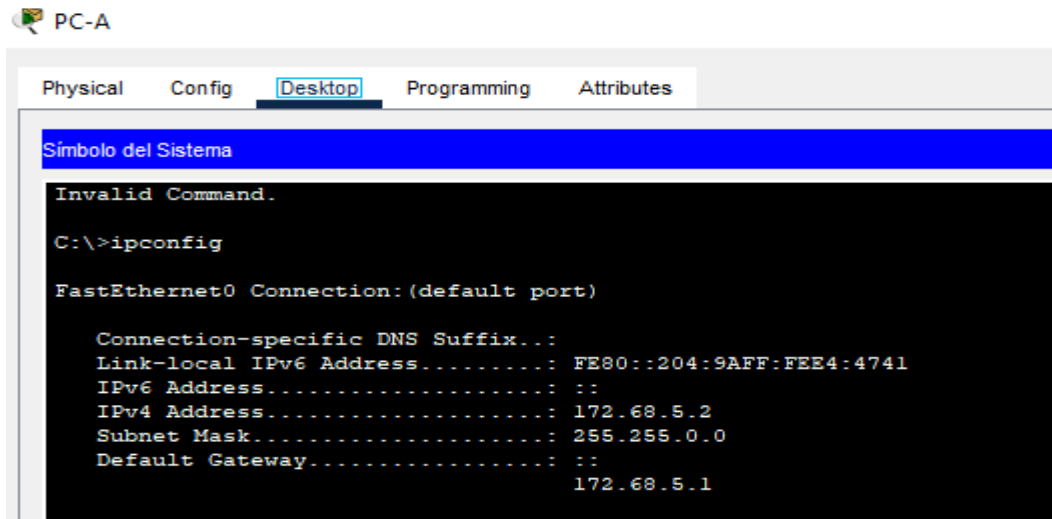 PC-A
Physical Config Desktop Programming Attributes
Símbolo del Sistema
Invalid Command.
C:\>ipconfig
FastEthernet0 Connection:(default port)
Connection-specific DNS Suffix..:
Link-local IPv6 Address.........: FE80::204:9AFF:FEE4:4741
IPv6 Address....................: ::
IPv4 Address....................: 172.68.5.2
Subnet Mask.....................: 255.255.0.0
Default Gateway.................: ::
172.68.5.1